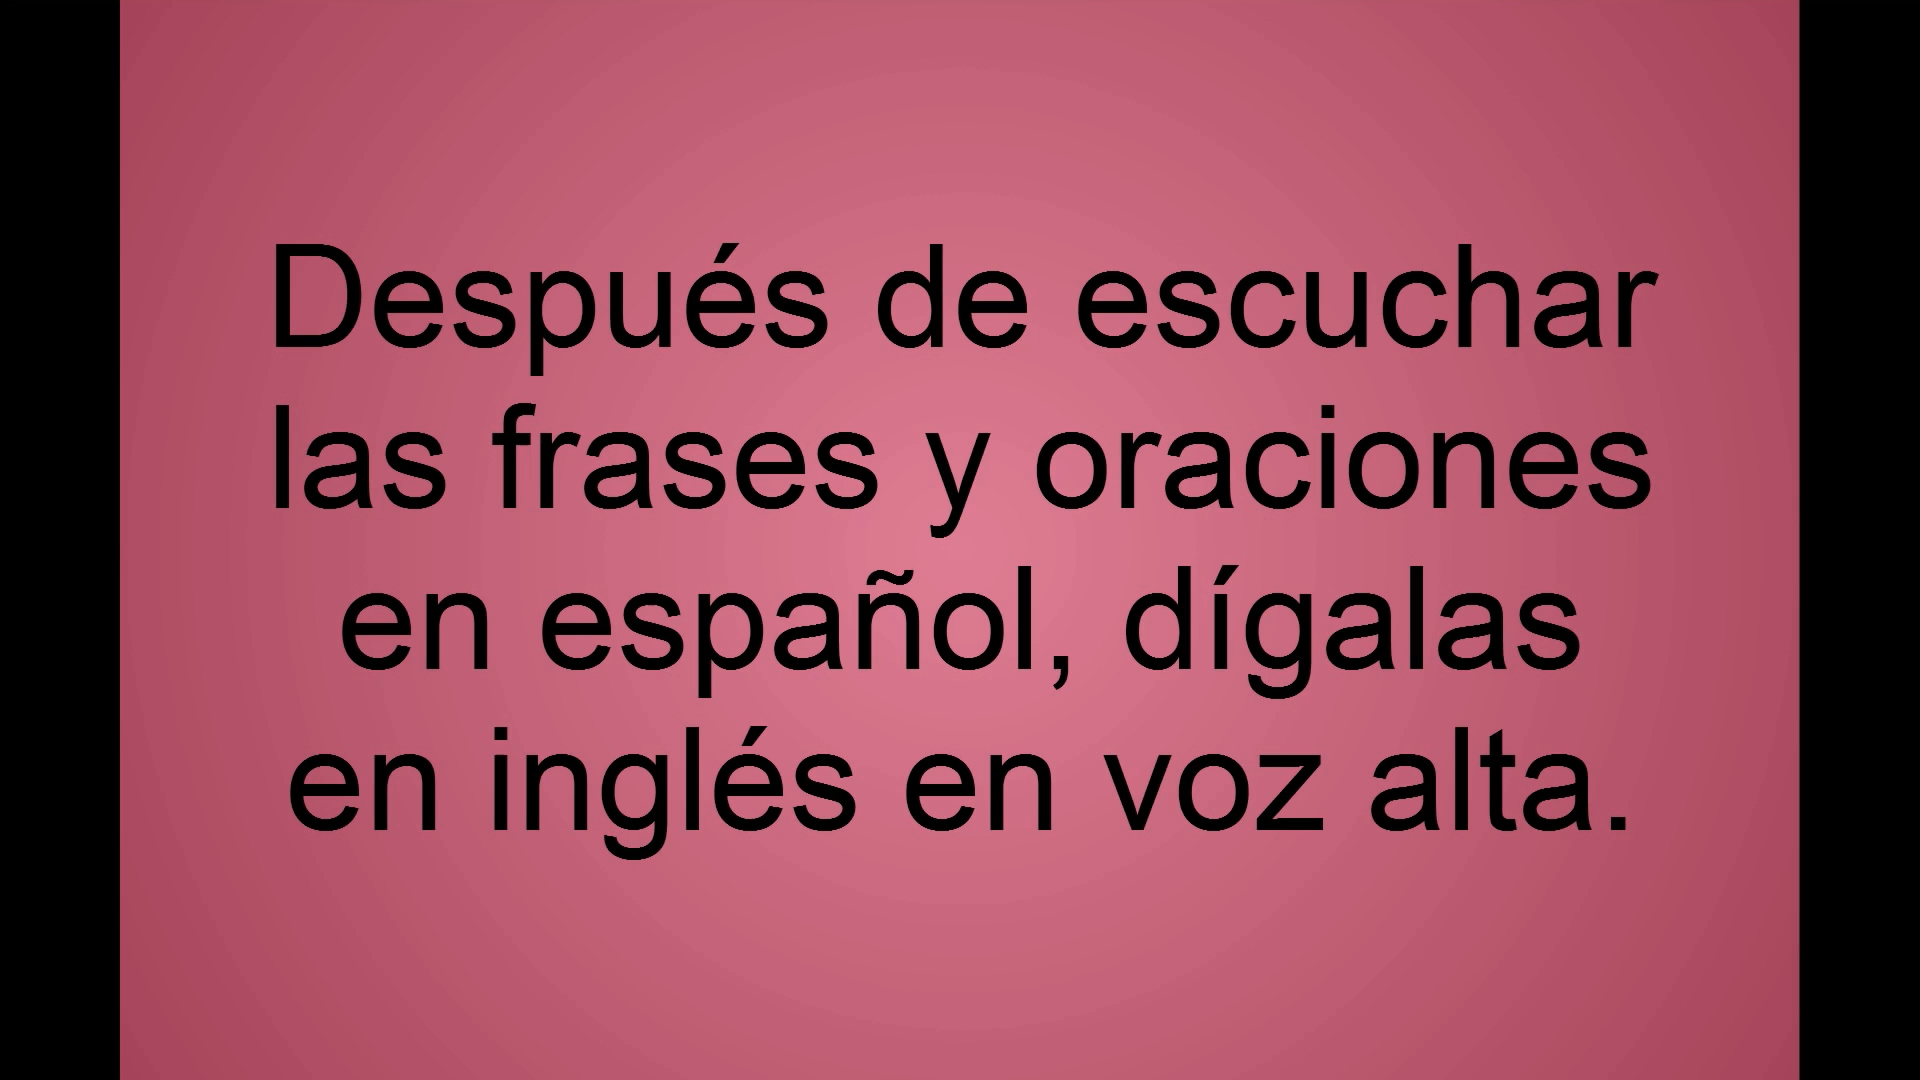 Después de escuchar
las frases y oraciones
en español, dígalas
en inglés en voz alta.